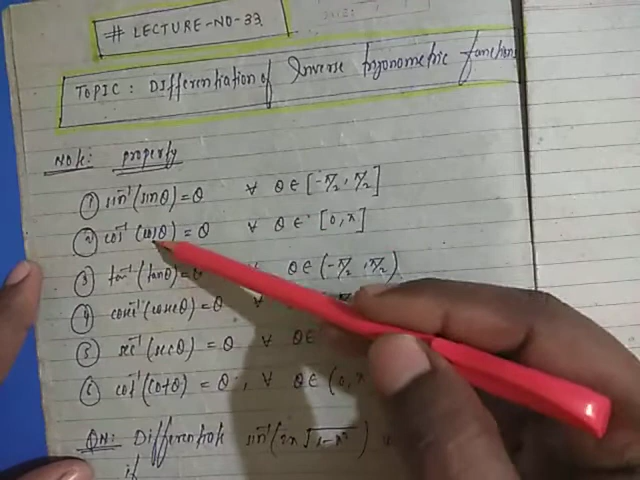 # LECTURE-NO-33
TOPIC: Differentiation of Inverse trigonometric functions
Note: property
① sin⁻¹(sinθ) = θ ∀ θ ∈ [-π/2, π/2]
② cos⁻¹(cosθ) = θ ∀ θ ∈ [0, π]
③ tan⁻¹(tanθ) = θ ∀ θ ∈ (-π/2, π/2)
④ cosec⁻¹(cosecθ) = θ ∀
⑤ sec⁻¹(secθ) = θ ∀ θ ∈
⑥ cot⁻¹(cotθ) = θ, ∀ θ ∈ (0, π
QN: Differentiate sin⁻¹(2x√1-x²)
if